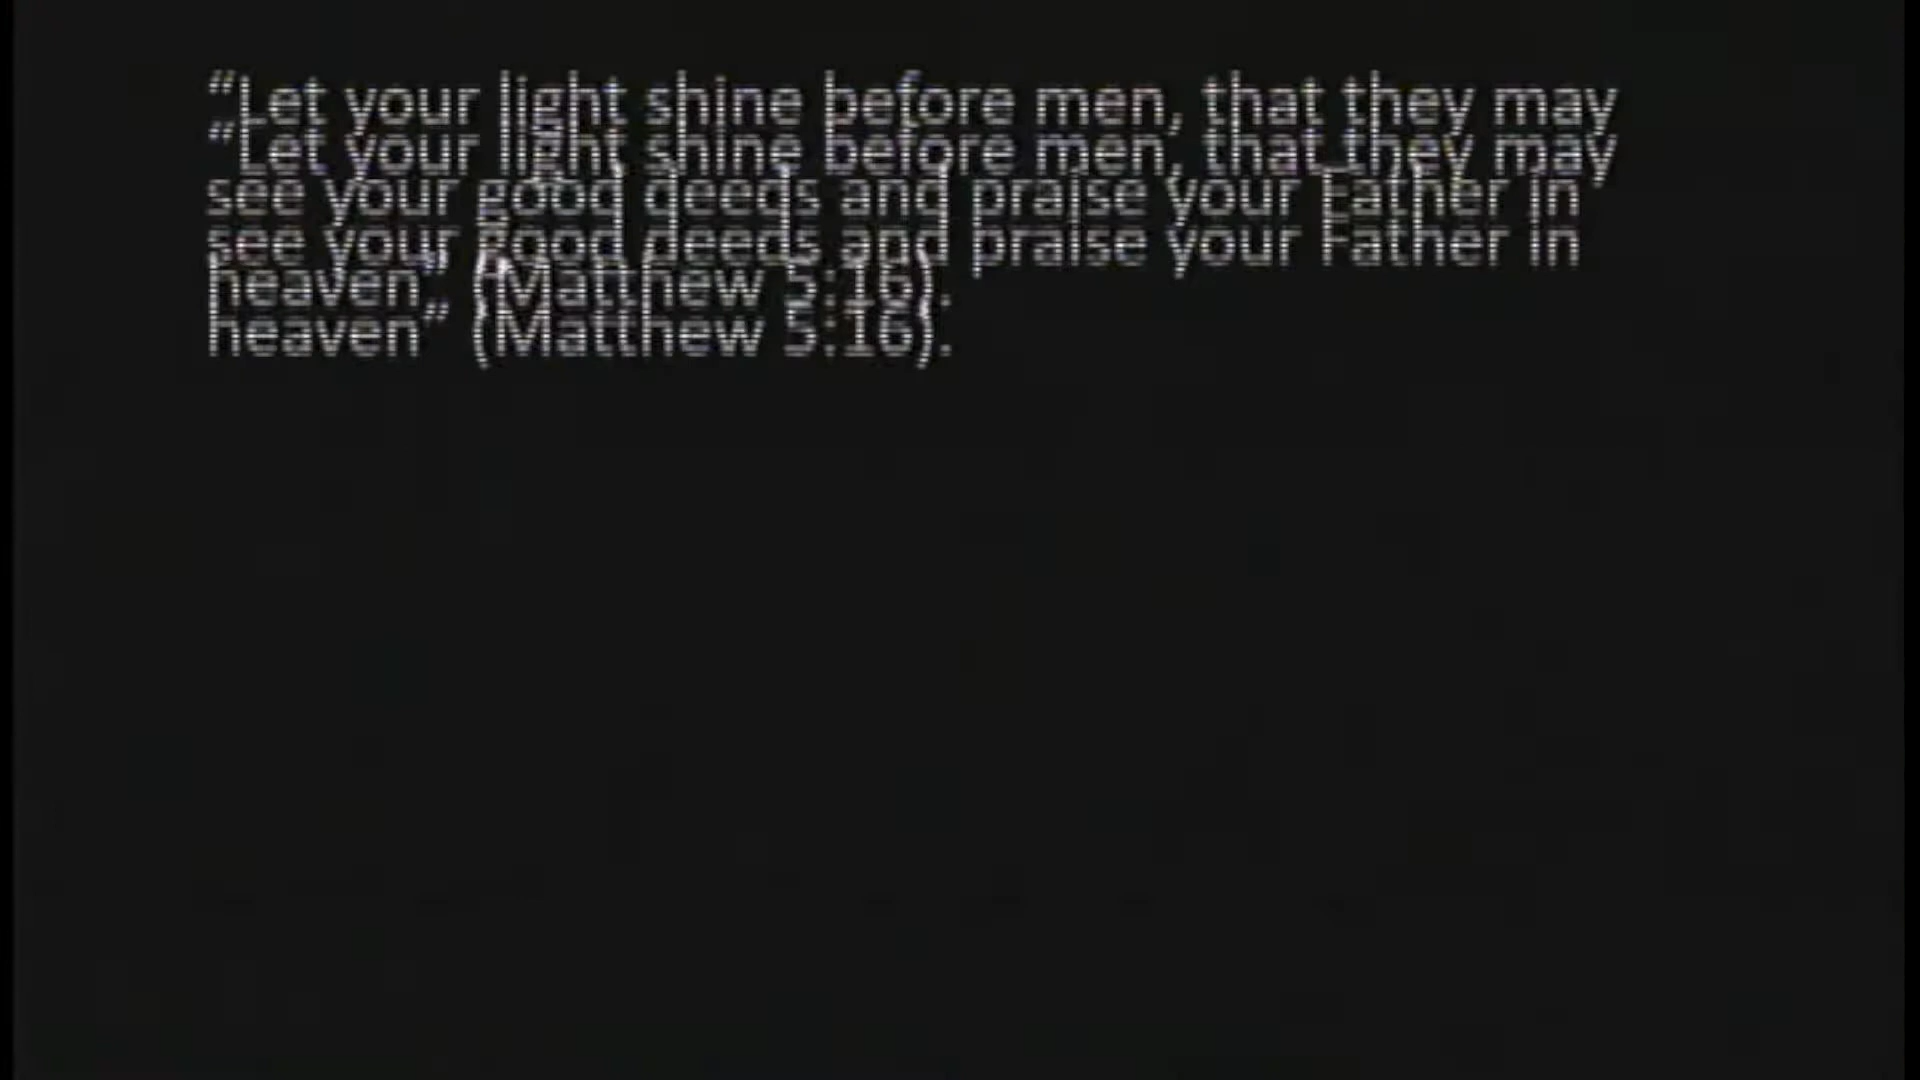 “Let your light shine before men, that they may
“Let your light shine before men, that they may
see your good deeds and praise your Father in
see your good deeds and praise your Father in
heaven” (Matthew 5:16).
heaven” (Matthew 5:16).